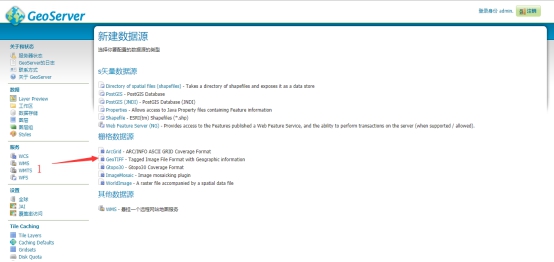 GeoServer
登录身份 admin.
注销
关于和状态
服务器状态
GeoServer的日志
联系方式
关于 GeoServer
数据
Layer Preview
工作区
数据存储
图层
图层组
Styles
服务
WCS
WMS
WMTS
WFS
1
设置
全球
JAI
覆盖面访问
Tile Caching
Tile Layers
Caching Defaults
Gridsets
Disk Quota
新建数据源
选择你要配置的数据源的类型
矢量数据源
Directory of spatial files (shapefiles) - Takes a directory of shapefiles and exposes it as a data store
PostGIS - PostGIS Database
PostGIS (JNDI) - PostGIS Database (JNDI)
Properties - Allows access to Java Property files containing Feature information
Shapefile - ESRI(tm) Shapefiles (*.shp)
Web Feature Server (NG) - Provides access to the Features published a Web Feature Service, and the ability to perform transactions on the server (when supported / allowed).
栅格数据源
ArcGrid - ARC/INFO ASCII GRID Coverage Format
GeoTIFF - Tagged Image File Format with Geographic information
Gtopo30 - Gtopo30 Coverage Format
ImageMosaic - Image mosaicking plugin
WorldImage - A raster file accompanied by a spatial data file
其他数据源
WMS - 悬挂一个远程网站地图服务